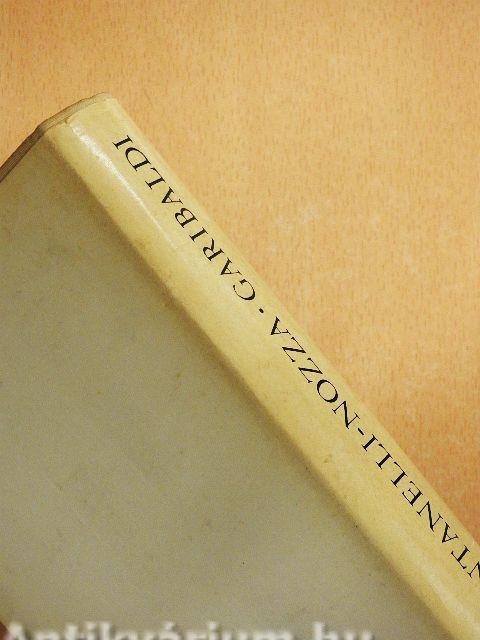 NTANELLI-NOZZA · GARIBALDI
Antikvárium.hu